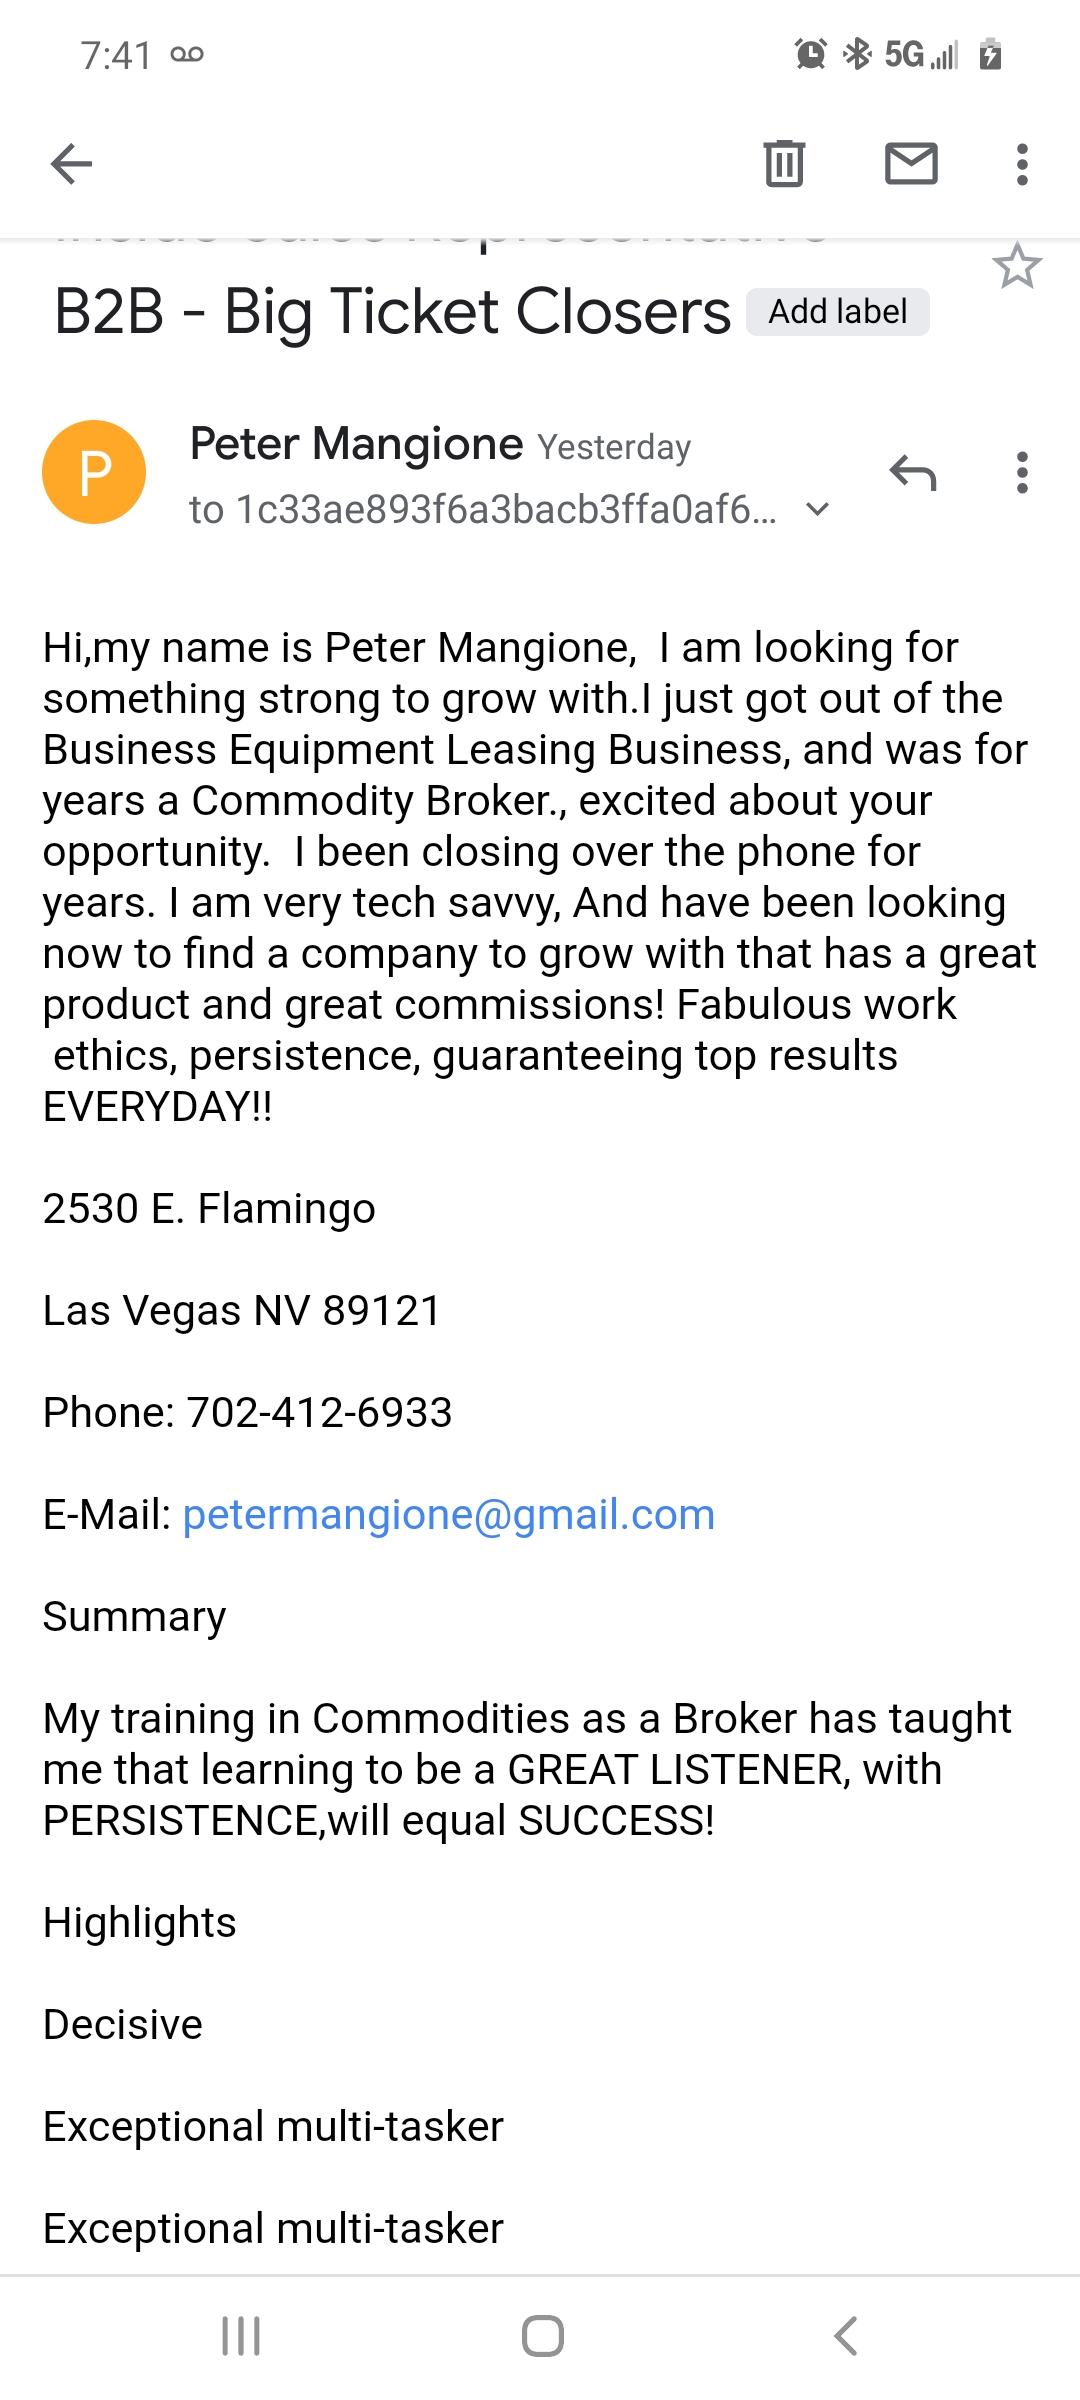 7:41
5G
B2B - Big Ticket Closers Add label
P
Peter Mangione Yesterday
to 1c33ae893f6a3bacb3ffa0af6...
Hi,my name is Peter Mangione,  I am looking for
something strong to grow with.I just got out of the
Business Equipment Leasing Business, and was for
years a Commodity Broker., excited about your
opportunity.  I been closing over the phone for
years. I am very tech savvy, And have been looking
now to find a company to grow with that has a great
product and great commissions! Fabulous work
ethics, persistence, guaranteeing top results
EVERYDAY!!
2530 E. Flamingo
Las Vegas NV 89121
Phone: 702-412-6933
E-Mail: petermangione@gmail.com
Summary
My training in Commodities as a Broker has taught
me that learning to be a GREAT LISTENER, with
PERSISTENCE,will equal SUCCESS!
Highlights
Decisive
Exceptional multi-tasker
Exceptional multi-tasker